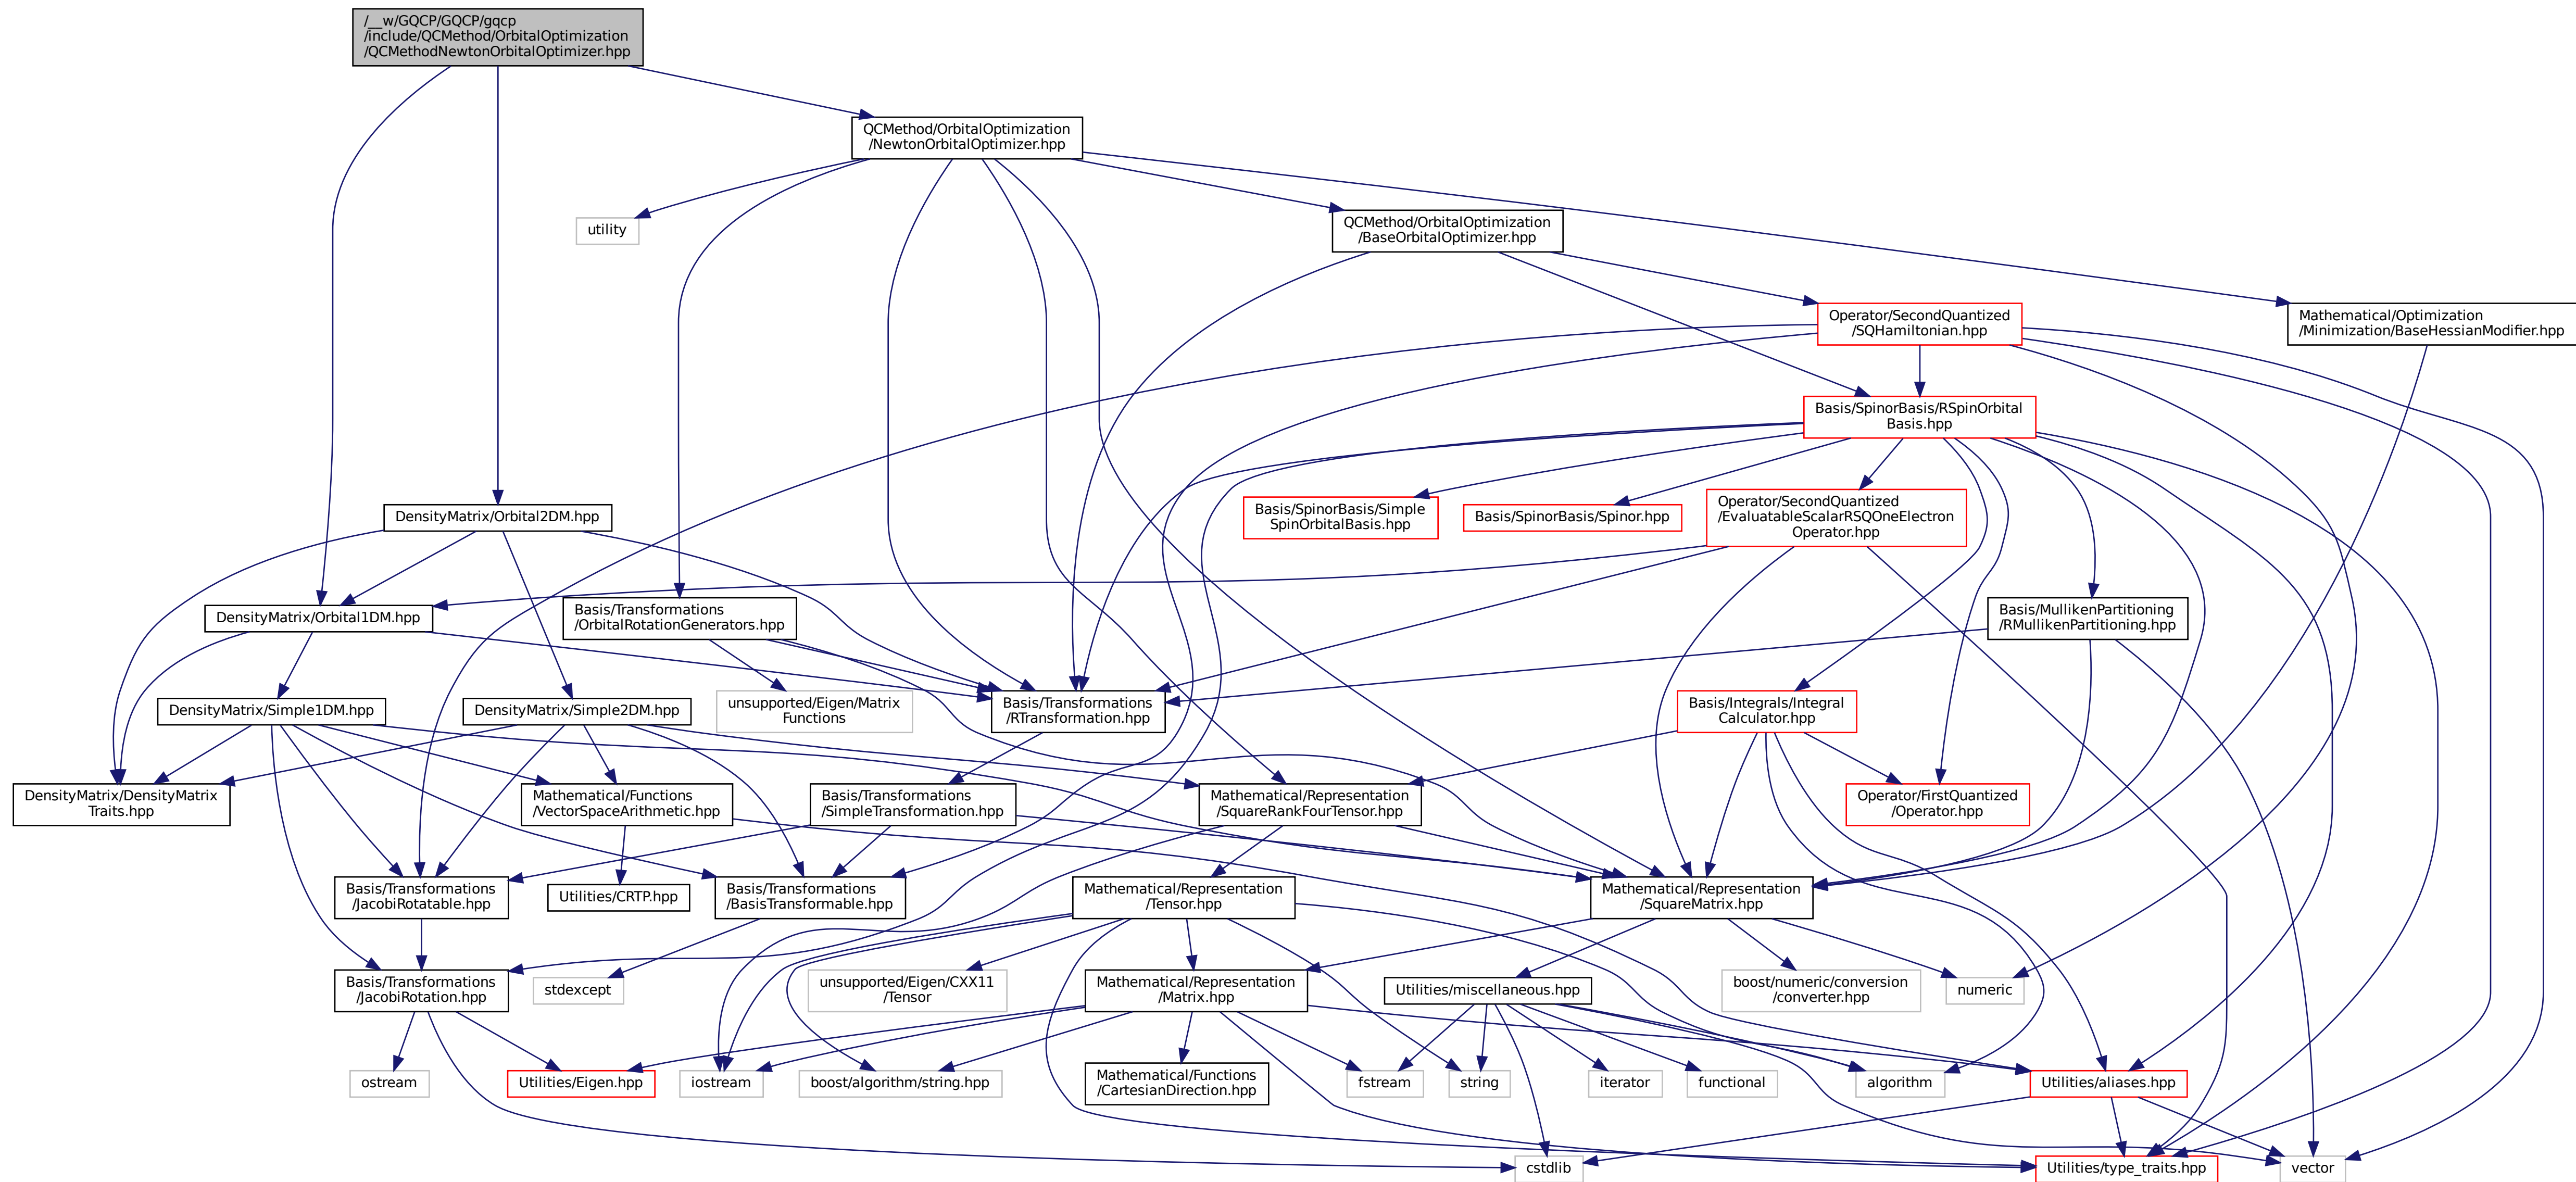 /__w/GQCP/GQCP/gqcp
/include/QCMethod/OrbitalOptimization
/QCMethodNewtonOrbitalOptimizer.hpp
QCMethod/OrbitalOptimization
/NewtonOrbitalOptimizer.hpp
utility
QCMethod/OrbitalOptimization
/BaseOrbitalOptimizer.hpp
Operator/SecondQuantized
/SQHamiltonian.hpp
Mathematical/Optimization
/Minimization/BaseHessianModifier.hpp
Basis/SpinorBasis/RSpinOrbital
Basis.hpp
DensityMatrix/Orbital2DM.hpp
Basis/SpinorBasis/Simple
SpinOrbitalBasis.hpp
Basis/SpinorBasis/Spinor.hpp
Operator/SecondQuantized
/EvaluatableScalarRSQOneElectron
Operator.hpp
DensityMatrix/Orbital1DM.hpp
Basis/Transformations
/OrbitalRotationGenerators.hpp
Basis/MullikenPartitioning
/RMullikenPartitioning.hpp
DensityMatrix/Simple1DM.hpp
DensityMatrix/Simple2DM.hpp
unsupported/Eigen/Matrix
Functions
Basis/Transformations
/RTransformation.hpp
Basis/Integrals/Integral
Calculator.hpp
DensityMatrix/DensityMatrix
Traits.hpp
Mathematical/Functions
/VectorSpaceArithmetic.hpp
Basis/Transformations
/SimpleTransformation.hpp
Mathematical/Representation
/SquareRankFourTensor.hpp
Operator/FirstQuantized
/Operator.hpp
Basis/Transformations
/JacobiRotatable.hpp
Utilities/CRTP.hpp
Basis/Transformations
/BasisTransformable.hpp
Mathematical/Representation
/Tensor.hpp
Mathematical/Representation
/SquareMatrix.hpp
Basis/Transformations
/JacobiRotation.hpp
stdexcept
unsupported/Eigen/CXX11
/Tensor
Mathematical/Representation
/Matrix.hpp
Utilities/miscellaneous.hpp
boost/numeric/conversion
/converter.hpp
numeric
ostream
Utilities/Eigen.hpp
iostream
boost/algorithm/string.hpp
Mathematical/Functions
/CartesianDirection.hpp
fstream
string
iterator
functional
algorithm
Utilities/aliases.hpp
cstdlib
Utilities/type_traits.hpp
vector